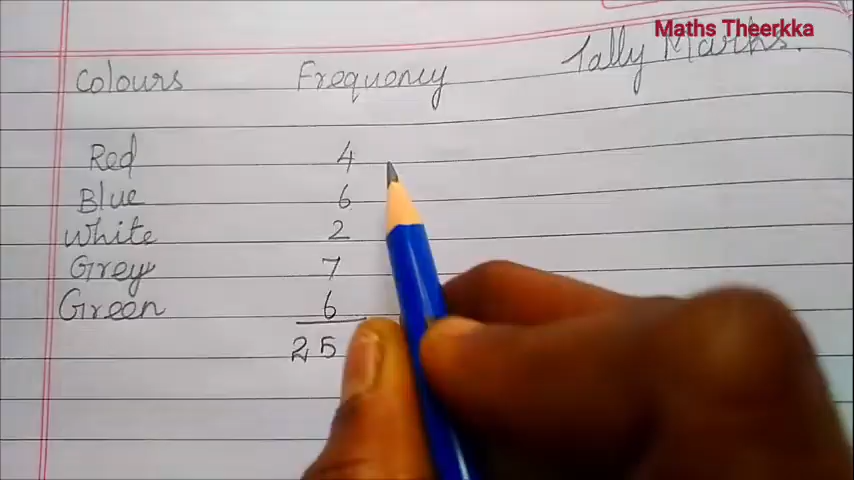 Maths Theerkka
Colours Frequency Tally Marks.
Red 4
Blue 6
White 2
Grey 7
Green 6
25